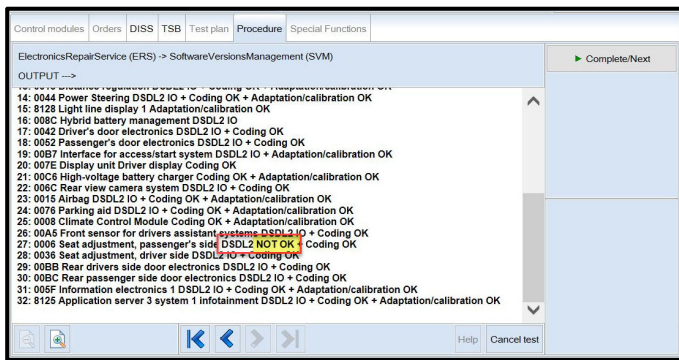 Control modules Orders DISS TSB Test plan Procedure Special Functions
ElectronicsRepairService (ERS) -> SoftwareVersionsManagement (SVM)
OUTPUT --->
Complete/Next
14: 0044 Power Steering DSDL2 IO + Coding OK + Adaptation/calibration OK
15: 8128 Light line display 1 Adaptation/calibration OK
16: 008C Hybrid battery management DSDL2 IO
17: 0042 Driver's door electronics DSDL2 IO + Coding OK
18: 0052 Passenger's door electronics DSDL2 IO + Coding OK
19: 00B7 Interface for access/start system DSDL2 IO + Adaptation/calibration OK
20: 007E Display unit Driver display Coding OK
21: 00C6 High-voltage battery charger Coding OK + Adaptation/calibration OK
22: 006C Rear view camera system DSDL2 IO + Coding OK
23: 0015 Airbag DSDL2 IO + Coding OK + Adaptation/calibration OK
24: 0076 Parking aid DSDL2 IO + Coding OK + Adaptation/calibration OK
25: 0008 Climate Control Module Coding OK + Adaptation/calibration OK
26: 00A5 Front sensor for drivers assistant systems DSDL2 IO + Coding OK
27: 0006 Seat adjustment, passenger's side DSDL2 NOT OK + Coding OK
28: 0036 Seat adjustment, driver side DSDL2 IO + Coding OK
29: 00BB Rear drivers side door electronics DSDL2 IO + Coding OK
30: 00BC Rear passenger side door electronics DSDL2 IO + Coding OK
31: 005F Information electronics 1 DSDL2 IO + Coding OK + Adaptation/calibration OK
32: 8125 Application server 3 system 1 infotainment DSDL2 IO + Coding OK + Adaptation/calibration OK
Help Cancel test